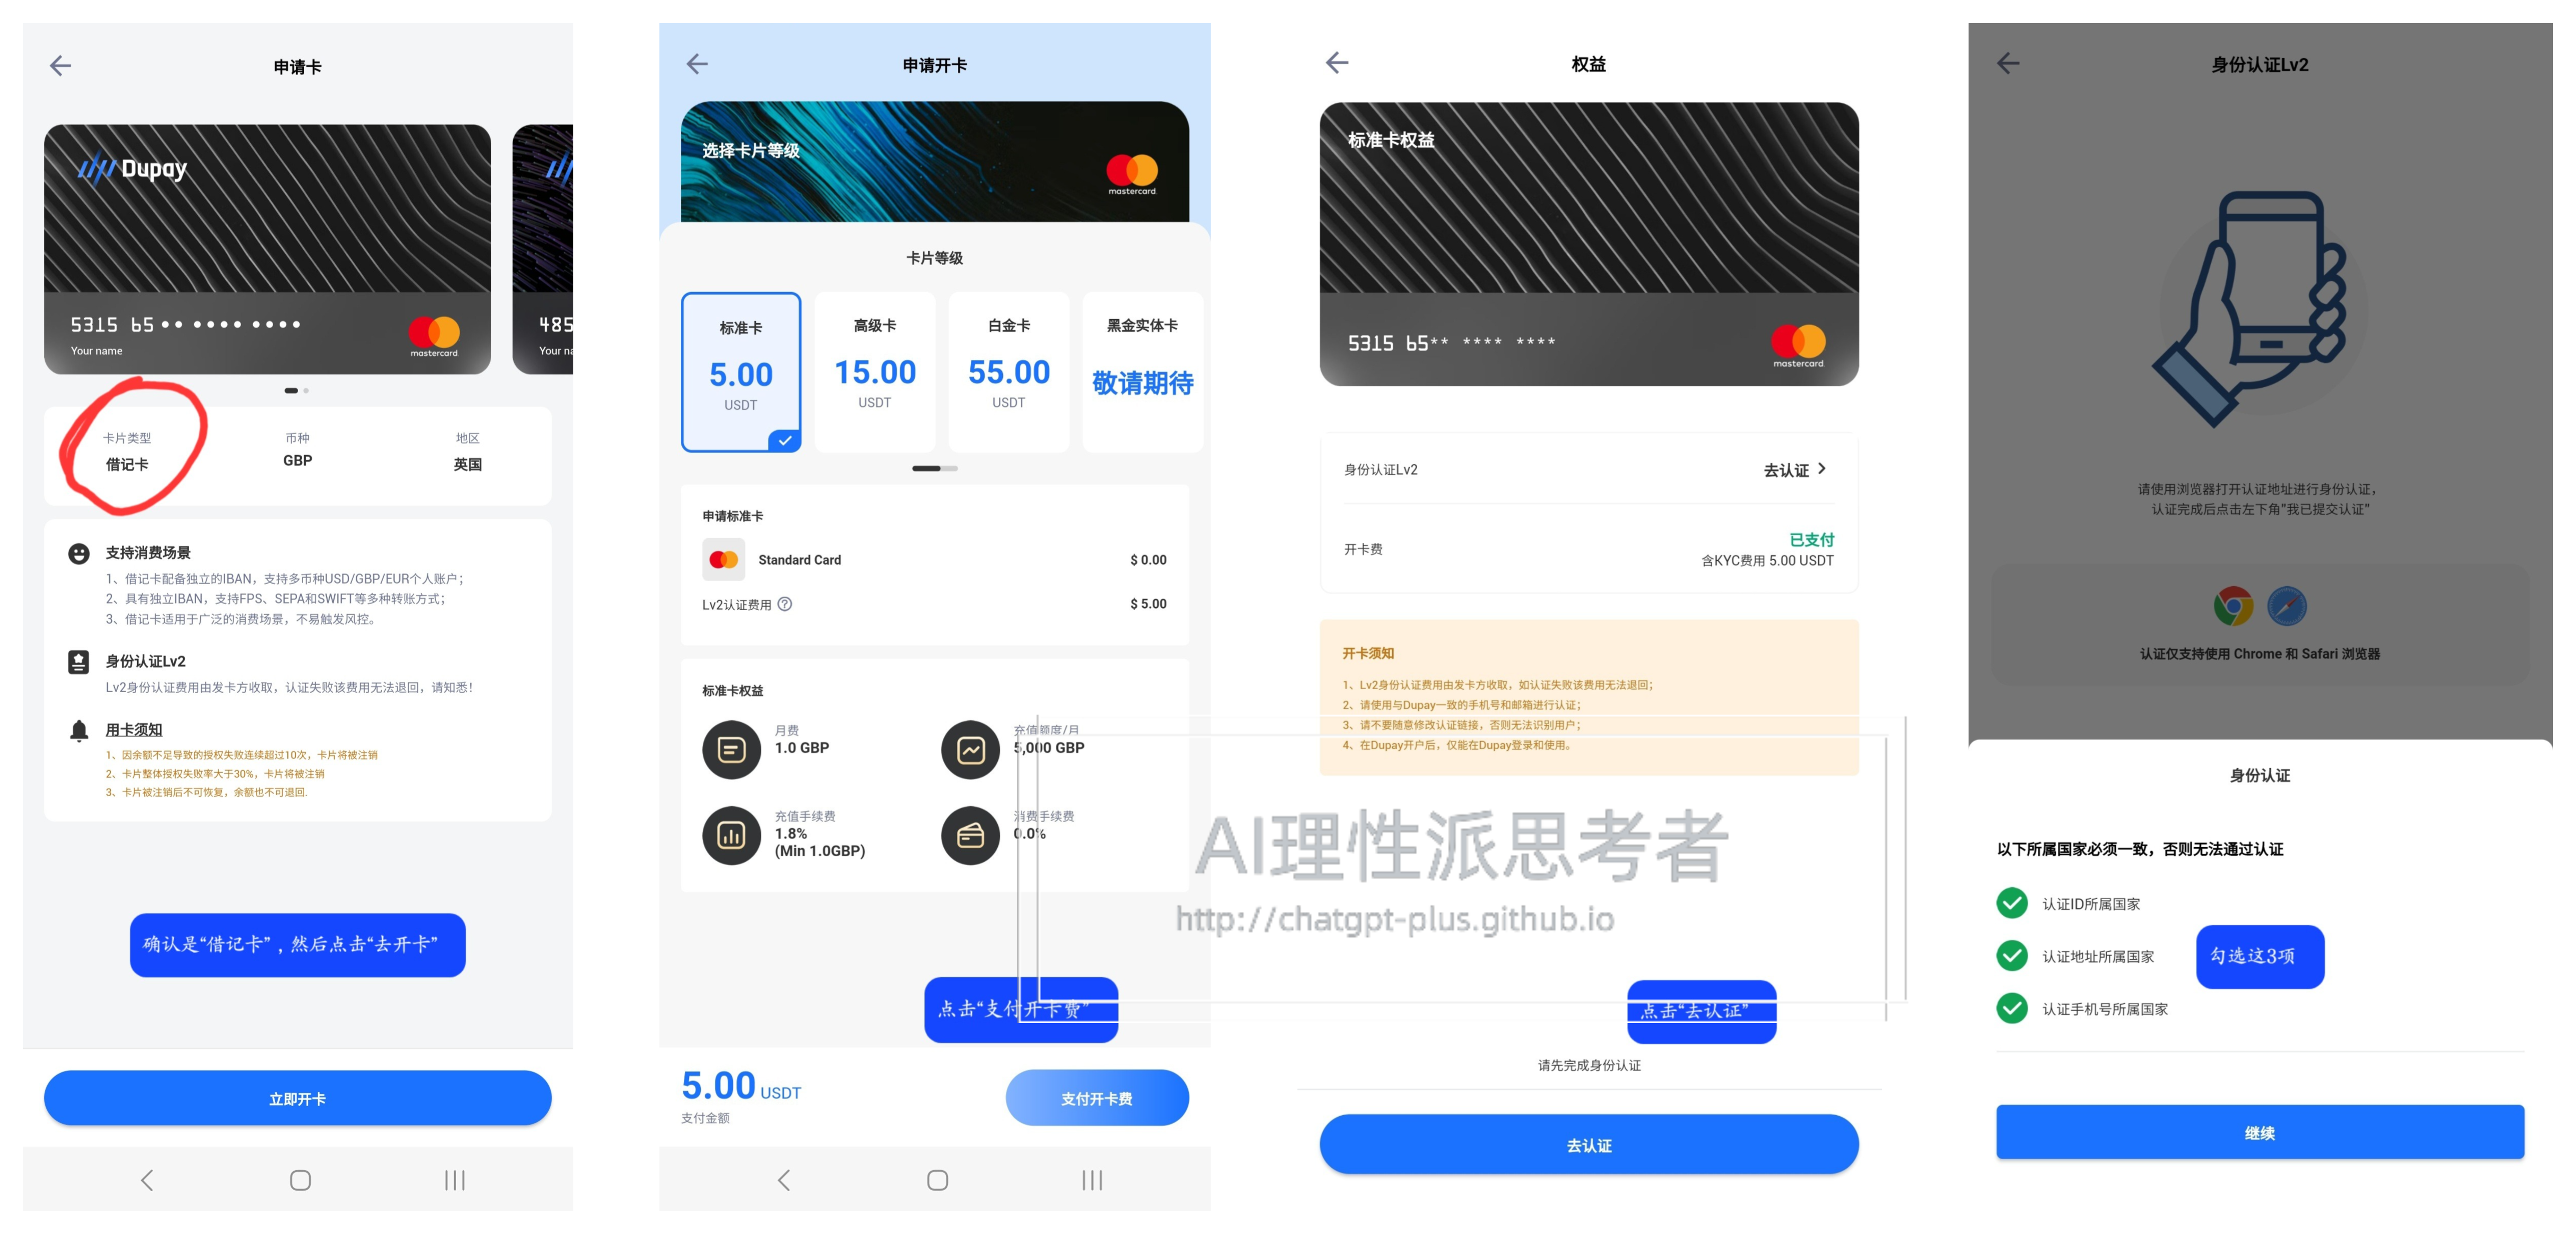 申请卡
Dupay
5315 65•• •••• ••••
Your name
mastercard
485
Your na
卡片类型
币种
地区
借记卡
GBP
英国
支持消费场景
1、借记卡配备独立的IBAN，支持多币种USD/GBP/EUR个人账户；
2、具有独立IBAN，支持FPS、SEPA和SWIFT等多种转账方式；
3、借记卡适用于广泛的消费场景，不易触发风控。
身份认证Lv2
Lv2身份认证费用由发卡方收取，认证失败该费用无法退回，请知悉！
用卡须知
1、因余额不足导致的授权失败连续超过10次，卡片将被注销
2、卡片整体授权失败率大于30%，卡片将被注销
3、卡片被注销后不可恢复，余额也不可退回.
确认是“借记卡”，然后点击“去开卡”
立即开卡
申请开卡
选择卡片等级
mastercard
卡片等级
标准卡
5.00
USDT
高级卡
15.00
USDT
白金卡
55.00
USDT
黑金实体卡
敬请期待
申请标准卡
Standard Card
$ 0.00
Lv2认证费用 ?
$ 5.00
标准卡权益
月费
1.0 GBP
充值额度/月
5,000 GBP
充值手续费
1.8%
(Min 1.0GBP)
消费手续费
0.0%
点击“支付开卡费”
5.00 USDT
支付金额
支付开卡费
权益
标准卡权益
5315 65** **** ****
mastercard
身份认证Lv2
去认证
开卡费
已支付
含KYC费用 5.00 USDT
开卡须知
1、Lv2身份认证费用由发卡方收取，如认证失败该费用无法退回；
2、请使用与Dupay一致的手机号和邮箱进行认证；
3、请不要随意修改认证链接，否则无法识别用户；
4、在Dupay开户后，仅能在Dupay登录和使用。
AI理性派思考者
http://chatgpt-plus.github.io
点击“去认证”
请先完成身份认证
去认证
身份认证Lv2
请使用浏览器打开认证地址进行身份认证，
认证完成后点击左下角”我已提交认证”
认证仅支持使用 Chrome 和 Safari 浏览器
身份认证
以下所属国家必须一致，否则无法通过认证
认证ID所属国家
认证地址所属国家
认证手机号所属国家
勾选这3项
继续